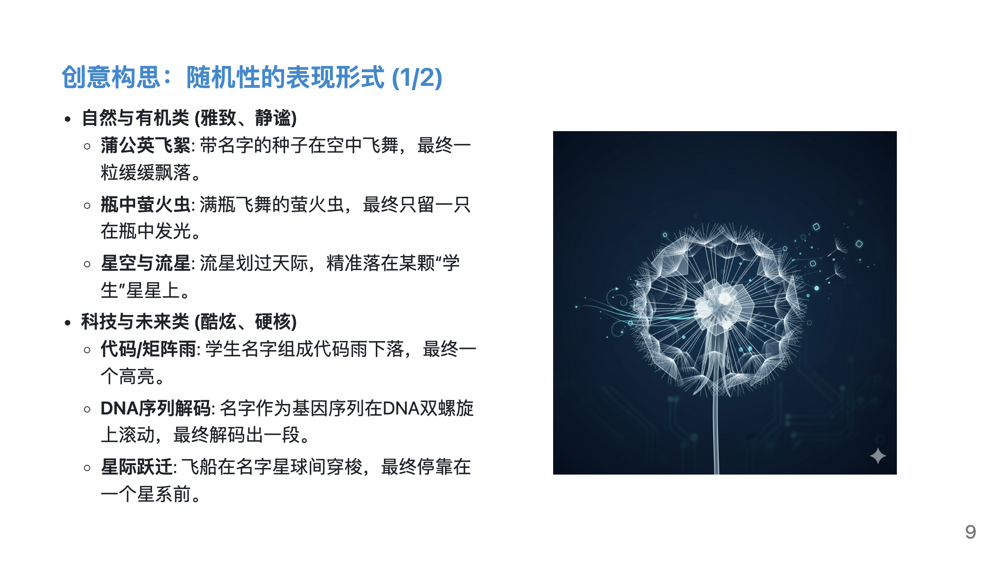 创意构思：随机性的表现形式 (1/2)
• 自然与有机类 (雅致、静谧)
○ 蒲公英飞絮: 带名字的种子在空中飞舞，最终一
粒缓缓飘落。
○ 瓶中萤火虫: 满瓶飞舞的萤火虫，最终只留一只
在瓶中发光。
○ 星空与流星: 流星划过天际，精准落在某颗“学
生”星星上。
• 科技与未来类 (酷炫、硬核)
○ 代码/矩阵雨: 学生名字组成代码雨下落，最终一
个高亮。
○ DNA序列解码: 名字作为基因序列在DNA双螺旋
上滚动，最终解码出一段。
○ 星际跃迁: 飞船在名字星球间穿梭，最终停靠在
一个星系前。
9